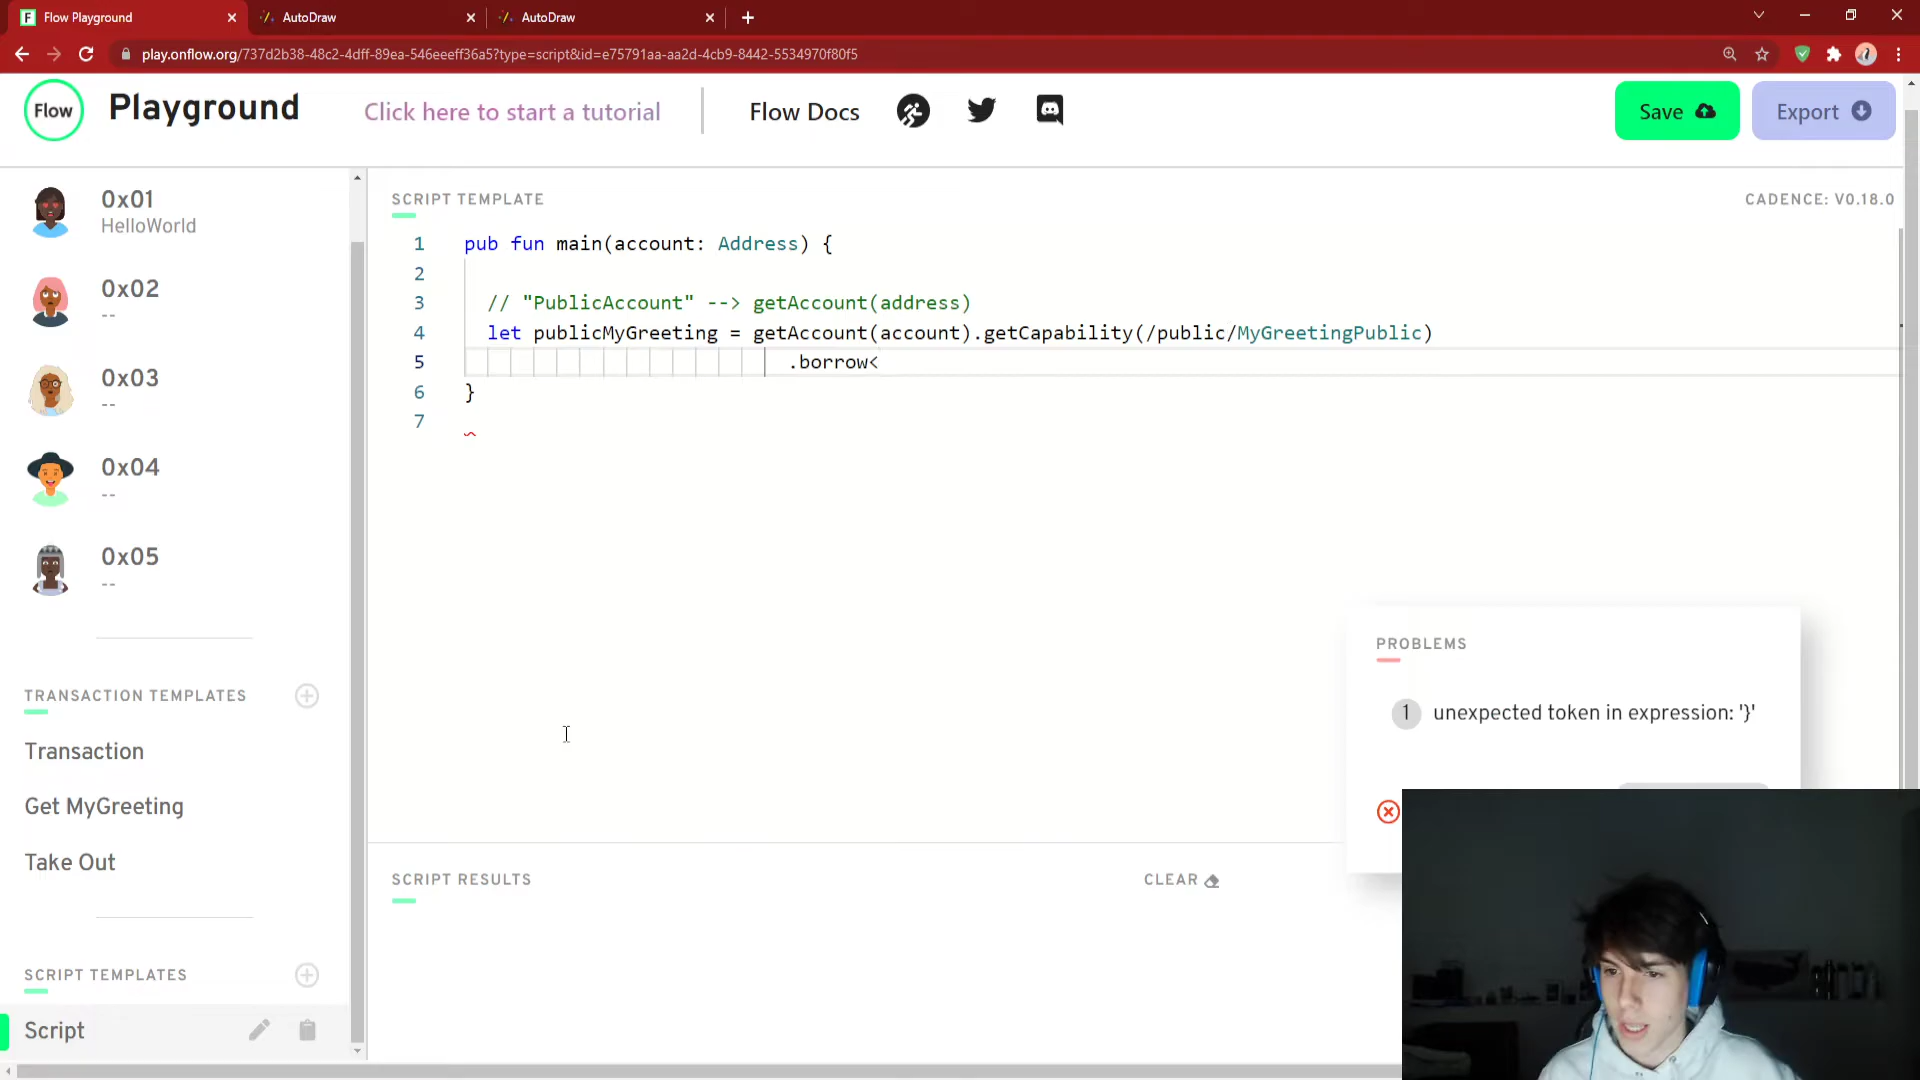 Flow Playground
AutoDraw
AutoDraw
play.onflow.org/737d2b38-48c2-4dff-89ea-546eeeff36a5?type=script&id=e75791aa-aa2d-4cb9-8442-5534970f80f5
Flow
Playground
Click here to start a tutorial
Flow Docs
Save
Export
0x01
HelloWorld
0x02
--
0x03
--
0x04
--
0x05
--
TRANSACTION TEMPLATES
Transaction
Get MyGreeting
Take Out
SCRIPT TEMPLATES
Script
SCRIPT TEMPLATE
CADENCE: V0.18.0
1 pub fun main(account: Address) {
2
3 // "PublicAccount" --> getAccount(address)
4 let publicMyGreeting = getAccount(account).getCapability(/public/MyGreetingPublic)
5 .borrow<
6 }
7
PROBLEMS
1 unexpected token in expression: '}'
SCRIPT RESULTS
CLEAR